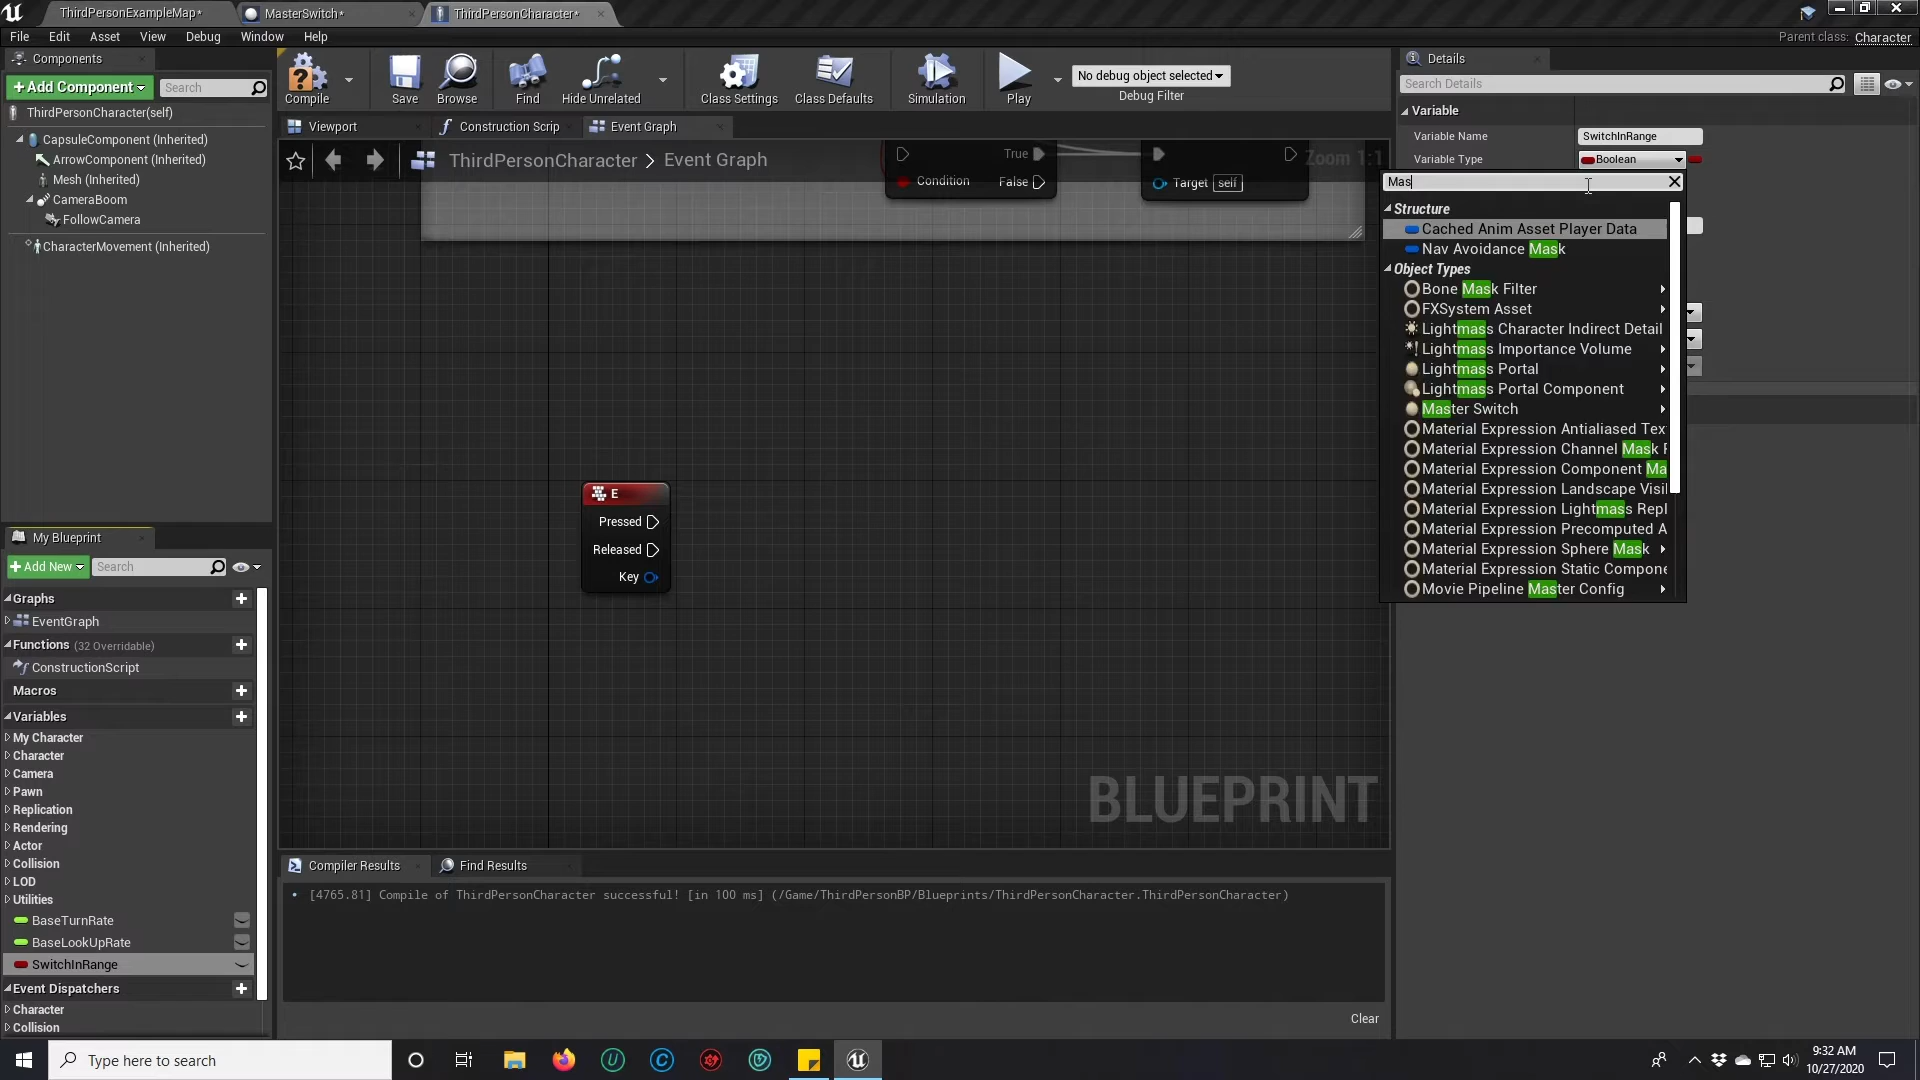 ThirdPersonExampleMap*
MasterSwitch*
ThirdPersonCharacter*
File Edit Asset View Debug Window Help
Parent class: Character
Components
+Add Component
Search
ThirdPersonCharacter(self)
CapsuleComponent (Inherited)
ArrowComponent (Inherited)
Mesh (Inherited)
CameraBoom
FollowCamera
CharacterMovement (Inherited)
Compile
Save
Browse
Find
Hide Unrelated
Class Settings
Class Defaults
Simulation
Play
No debug object selected
Debug Filter
Viewport
Construction Scrip
Event Graph
ThirdPersonCharacter > Event Graph
Zoom 1:1
True
Condition False
Target self
E
Pressed
Released
Key
BLUEPRINT
Details
Search Details
Variable
Variable Name SwitchInRange
Variable Type Boolean
Mas
Structure
Cached Anim Asset Player Data
Nav Avoidance Mask
Object Types
Bone Mask Filter
FXSystem Asset
Lightmass Character Indirect Detail
Lightmass Importance Volume
Lightmass Portal
Lightmass Portal Component
Master Switch
Material Expression Antialiased Tex
Material Expression Channel Mask P
Material Expression Component Ma
Material Expression Landscape Visi
Material Expression Lightmass Repl
Material Expression Precomputed A
Material Expression Sphere Mask
Material Expression Static Compone
Movie Pipeline Master Config
My Blueprint
+Add New
Search
Graphs
EventGraph
Functions (32 Overridable)
ConstructionScript
Macros
Variables
My Character
Character
Camera
Pawn
Replication
Rendering
Actor
Collision
LOD
Utilities
BaseTurnRate
BaseLookUpRate
SwitchInRange
Event Dispatchers
Character
Collision
Compiler Results
Find Results
[4765.81] Compile of ThirdPersonCharacter successful! [in 100 ms] (/Game/ThirdPersonBP/Blueprints/ThirdPersonCharacter.ThirdPersonCharacter)
Clear
Type here to search
9:32 AM
10/27/2020